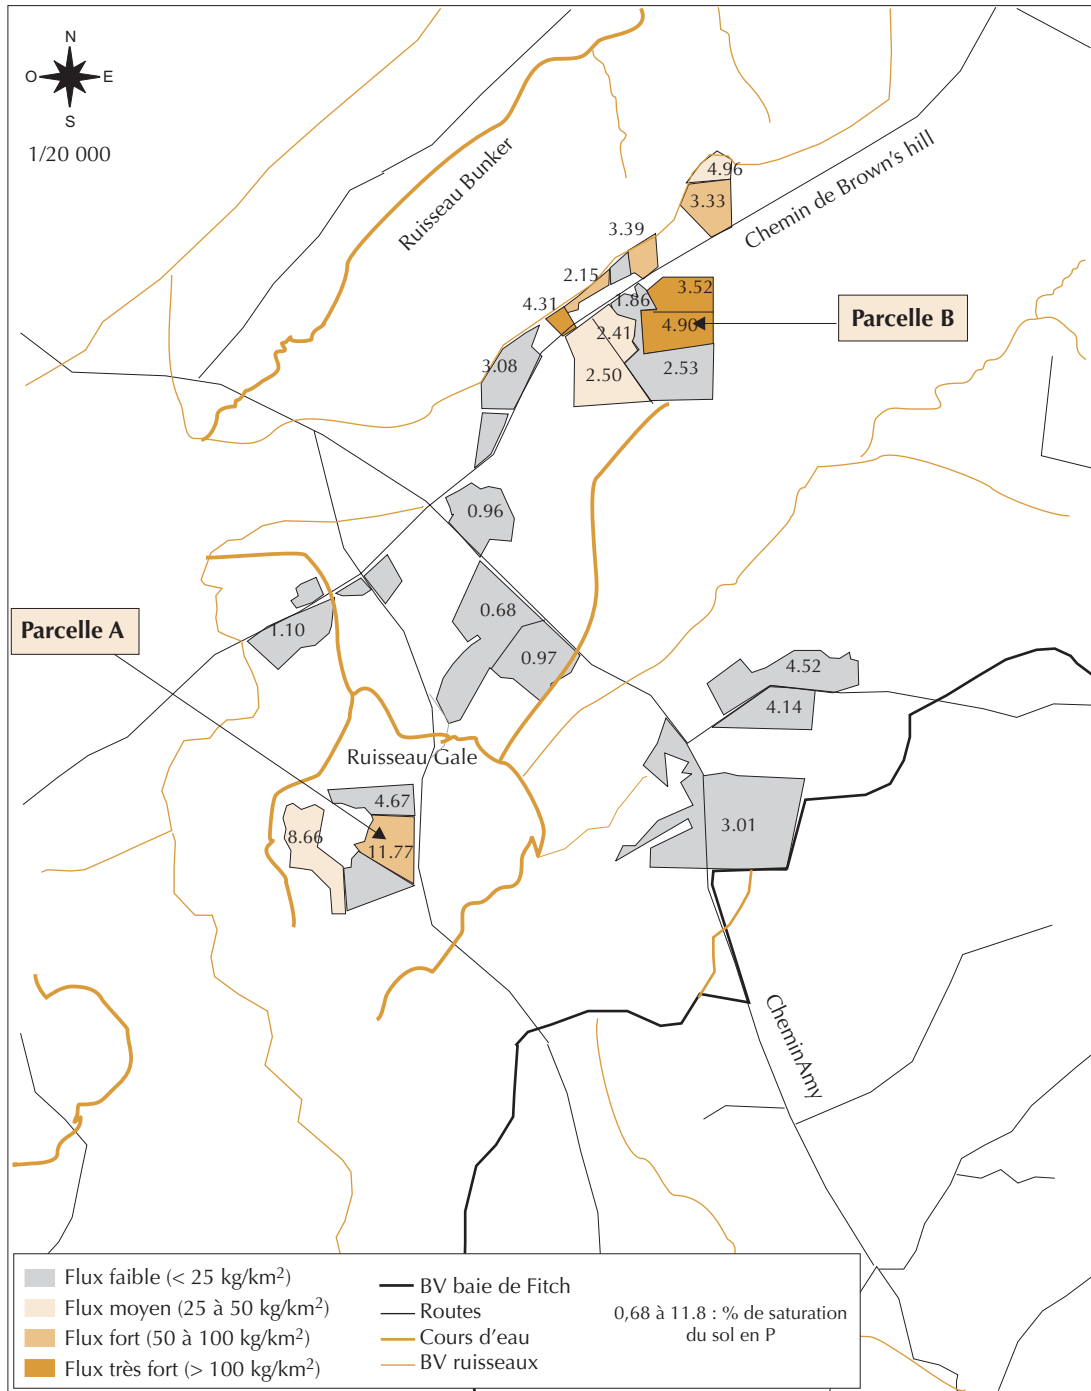 N
O E
S
1/20 000
Ruisseau Bunker
Chemin de Brown's hill
4.96
3.33
3.39
2.15
4.31
1.86
3.52
4.90
Parcelle B
2.41
3.08
2.50
2.53
0.96
0.68
1.10
Parcelle A
0.97
4.52
4.14
Ruisseau Gale
4.67
8.66
11.77
3.01
CheminAmy
Flux faible (< 25 kg/km²)
Flux moyen (25 à 50 kg/km²)
Flux fort (50 à 100 kg/km²)
Flux très fort (> 100 kg/km²)
BV baie de Fitch
Routes
Cours d'eau
BV ruisseaux
0,68 à 11.8 : % de saturation
du sol en P